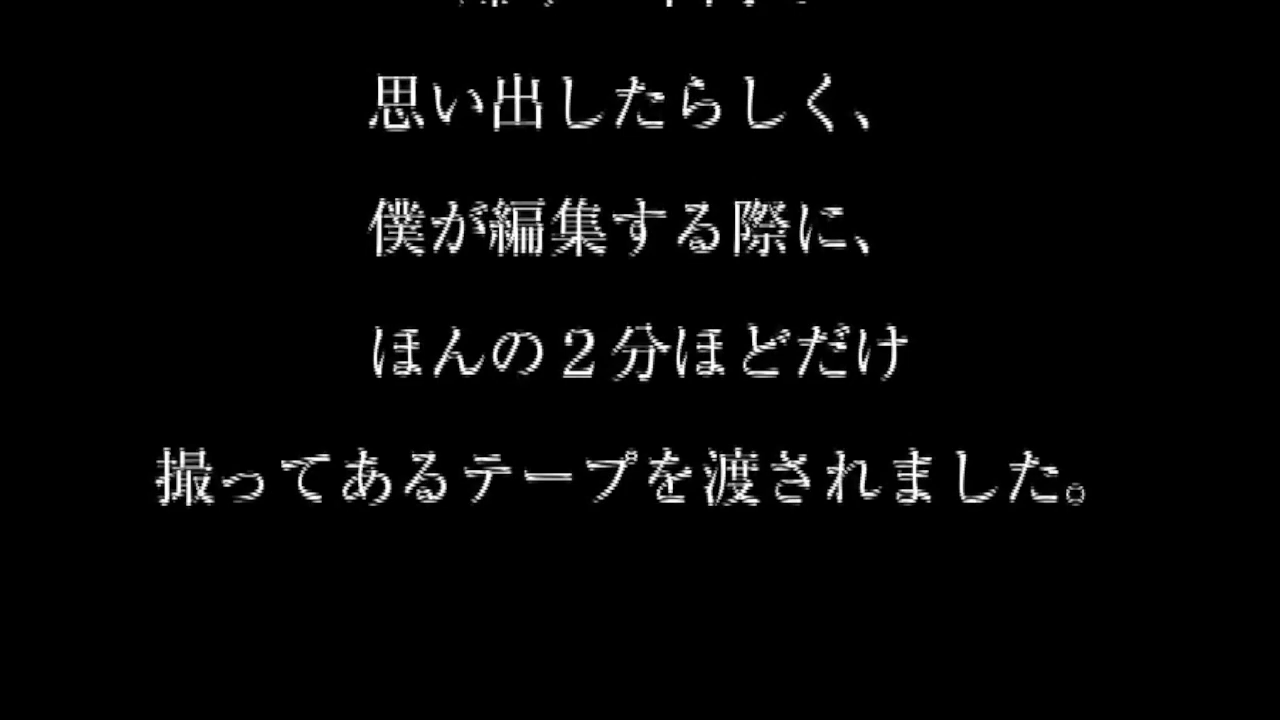 思い出したらしく、
僕が編集する際に、
ほんの２分ほどだけ
撮ってあるテープを渡されました。